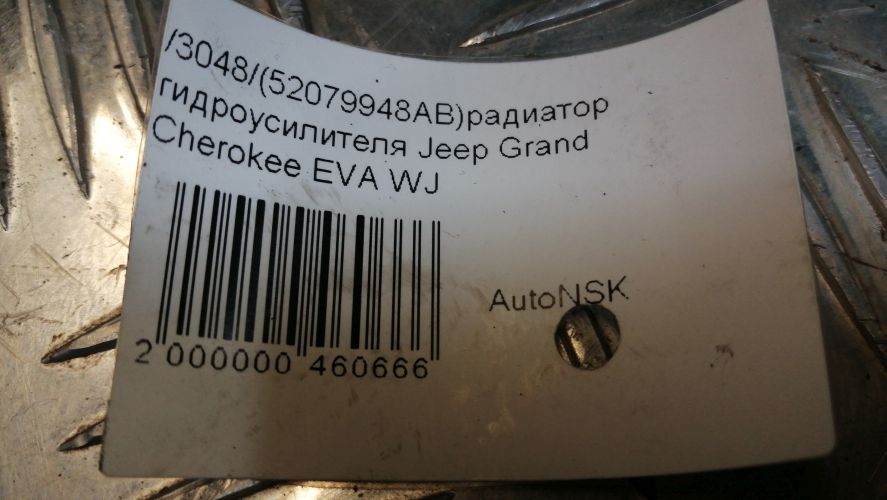 /3048/(52079948AB)радиатор
гидроусилителя Jeep Grand
Cherokee EVA WJ
AutoNSK
2 000000 460666